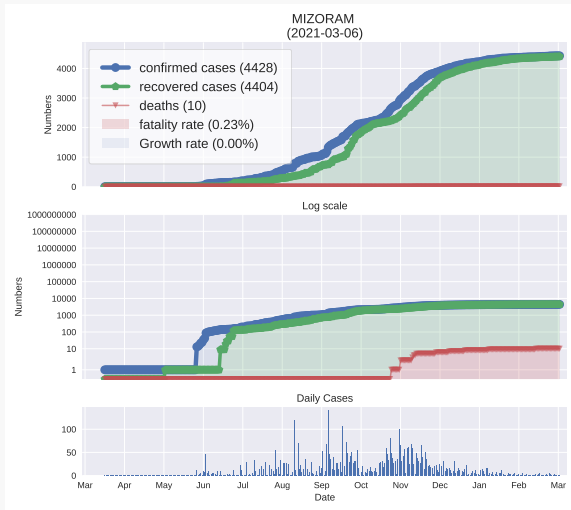 MIZORAM
(2021-03-06)
confirmed cases (4428)
recovered cases (4404)
deaths (10)
fatality rate (0.23%)
Growth rate (0.00%)
Numbers
4000
3000
2000
1000
0
Log scale
Numbers
1000000000
100000000
10000000
1000000
100000
10000
1000
100
10
1
Daily Cases
100
50
0
Mar Apr May Jun Jul Aug Sep Oct Nov Dec Jan Feb Mar
Date